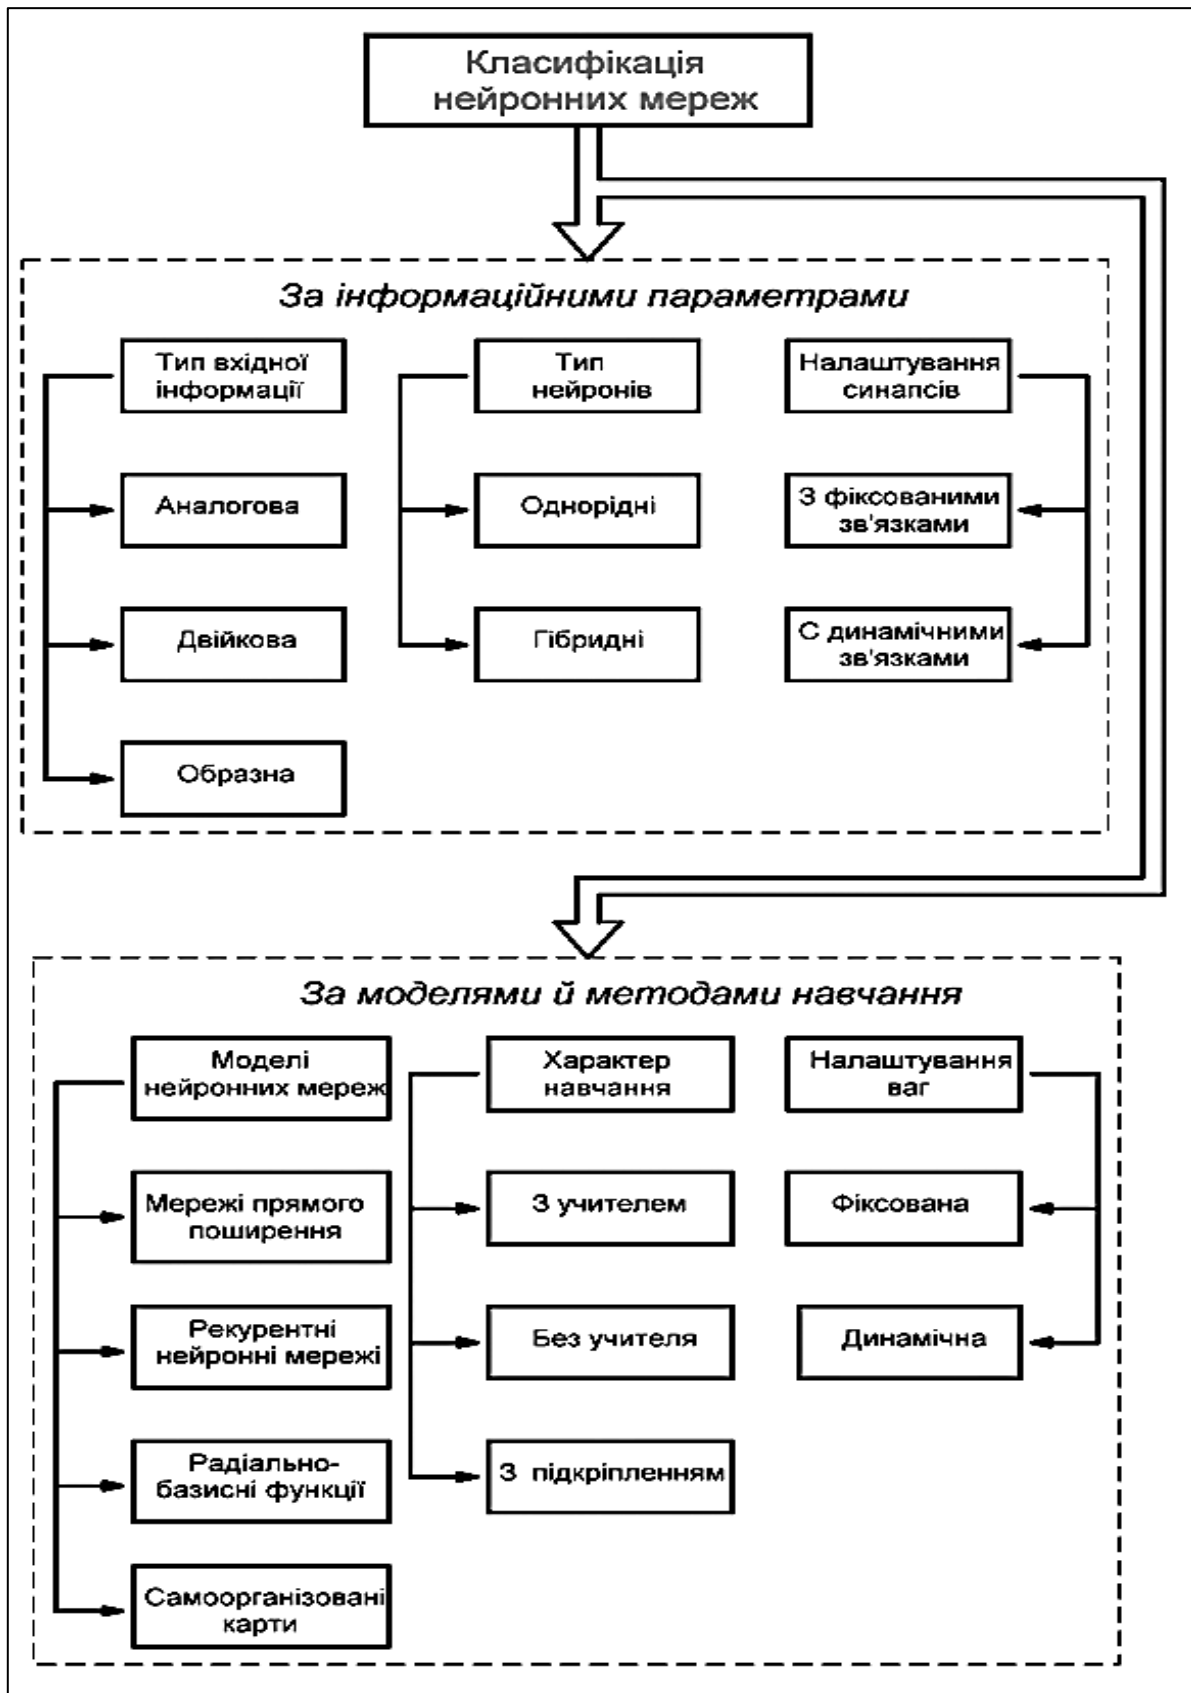 Класифікація
нейронних мереж
За інформаційними параметрами
Тип вхідної
інформації
Аналогова
Двійкова
Образна
Тип
нейронів
Однорідні
Гібридні
Налаштування
синапсів
З фіксованими
зв'язками
С динамічними
зв'язками
За моделями й методами навчання
Моделі
нейронних мереж
Мережі прямого
поширення
Рекурентні
нейронні мережі
Радіально-
базисні функції
Самоорганізовані
карти
Характер
навчання
З учителем
Без учителя
З підкріпленням
Налаштування
ваг
Фіксована
Динамічна